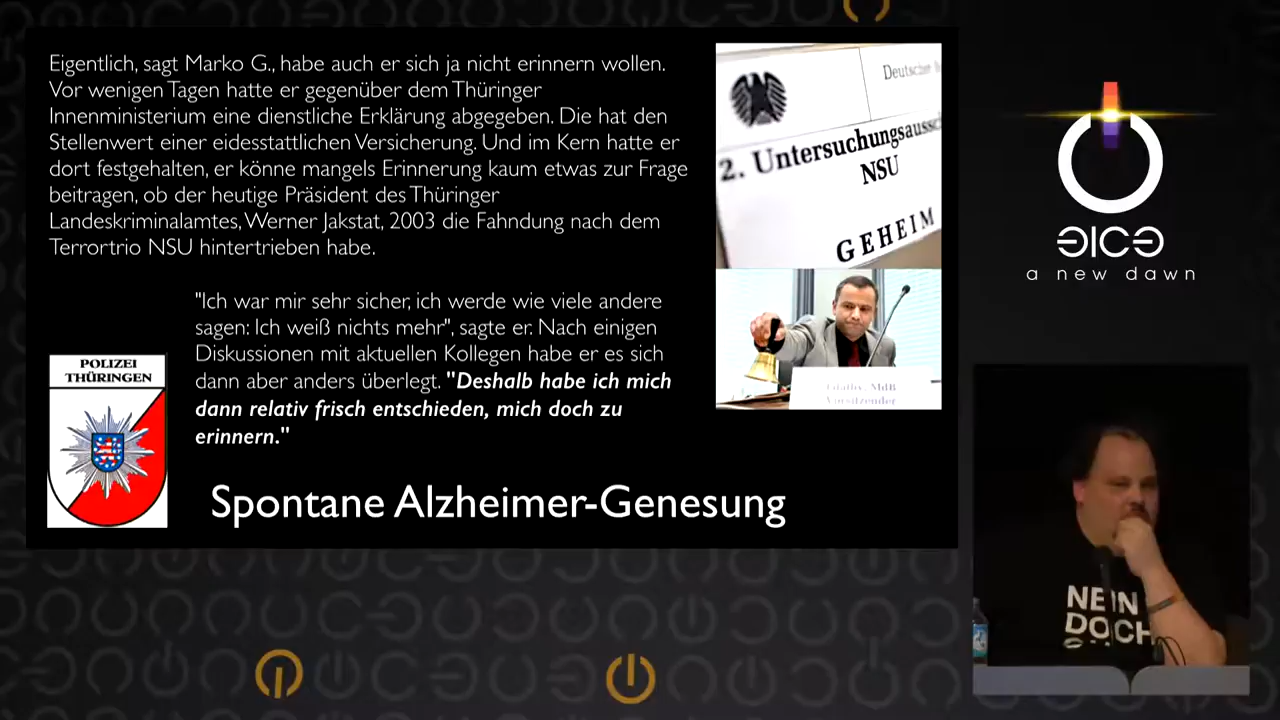 Eigentlich, sagt Marko G., habe auch er sich ja nicht erinnern wollen.
Vor wenigen Tagen hatte er gegenüber dem Thüringer
Innenministerium eine dienstliche Erklärung abgegeben. Die hat den
Stellenwert einer eidesstattlichen Versicherung. Und im Kern hatte er
dort festgehalten, er könne mangels Erinnerung kaum etwas zur Frage
beitragen, ob der heutige Präsident des Thüringer
Landeskriminalamtes, Werner Jakstat, 2003 die Fahndung nach dem
Terrortrio NSU hintertrieben habe.
"Ich war mir sehr sicher, ich werde wie viele andere
sagen: Ich weiß nichts mehr", sagte er. Nach einigen
Diskussionen mit aktuellen Kollegen habe er es sich
dann aber anders überlegt. "Deshalb habe ich mich
dann relativ frisch entschieden, mich doch zu
erinnern."
POLIZEI
THÜRINGEN
Spontane Alzheimer-Genesung
Deutscher
2. Untersuchungsaussc
NSU
GEHEIM
MdB
Vorsitzender
a new dawn
NEIN
DOCH